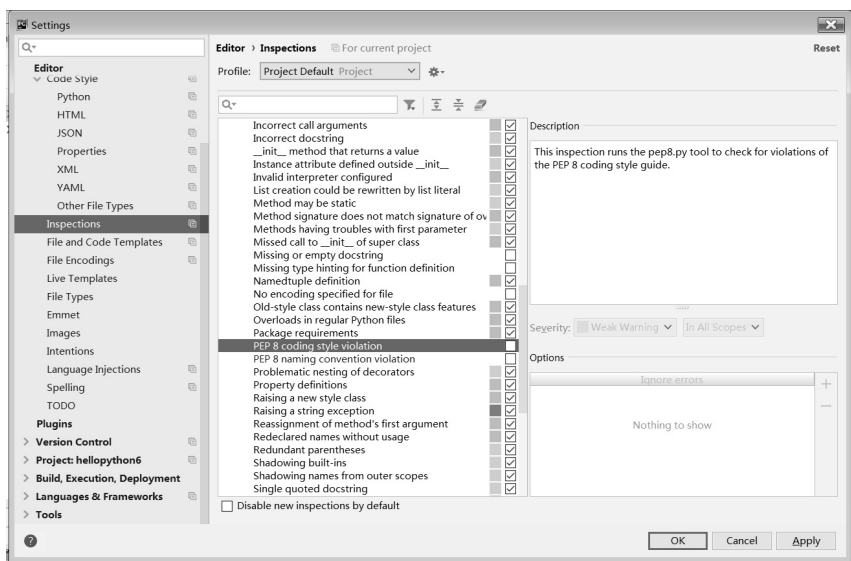 Settings
Editor › Inspections For current project Reset
Editor
Code Style
Python
HTML
JSON
Properties
XML
YAML
Other File Types
Inspections
File and Code Templates
File Encodings
Live Templates
File Types
Emmet
Images
Intentions
Language Injections
Spelling
TODO
Plugins
Version Control
Project: hellopython6
Build, Execution, Deployment
Languages & Frameworks
Tools
Profile: Project Default Project
Incorrect call arguments
Incorrect docstring
__init__ method that returns a value
Instance attribute defined outside __init__
Invalid interpreter configured
List creation could be rewritten by list literal
Method may be static
Method signature does not match signature of ov
Methods having troubles with first parameter
Missed call to __init__ of super class
Missing or empty docstring
Missing type hinting for function definition
Namedtuple definition
No encoding specified for file
Old-style class contains new-style class features
Overloads in regular Python files
Package requirements
PEP 8 coding style violation
PEP 8 naming convention violation
Problematic nesting of decorators
Property definitions
Raising a new style class
Raising a string exception
Reassignment of method's first argument
Redeclared names without usage
Redundant parentheses
Shadowing built-ins
Shadowing names from outer scopes
Single quoted docstring
Disable new inspections by default
Description
This inspection runs the pep8.py tool to check for violations of
the PEP 8 coding style guide.
Severity: Weak Warning In All Scopes
Options
Ignore errors
Nothing to show
OK Cancel Apply